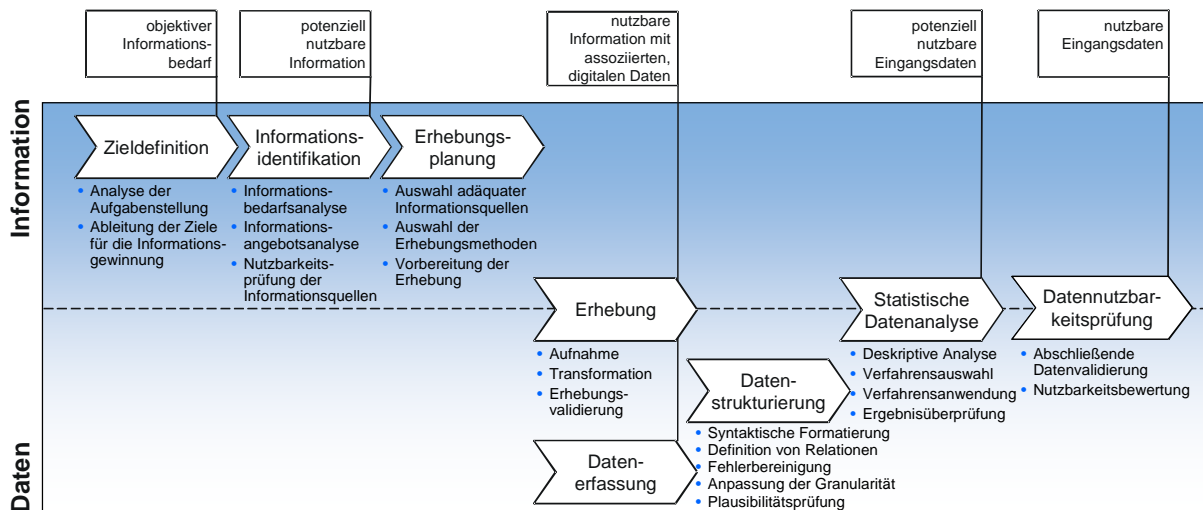 objektiver
Informations-
bedarf
potenziell
nutzbare
Information
nutzbare
Information mit
assoziierten,
digitalen Daten
potenziell
nutzbare
Eingangsdaten
nutzbare
Eingangsdaten
Information
Daten
Zieldefinition
• Analyse der
Aufgabenstellung
• Ableitung der Ziele
für die Informations-
gewinnung
Informations-
identifikation
• Informations-
bedarfsanalyse
• Informations-
angebotsanalyse
• Nutzbarkeits-
prüfung der
Informationsquellen
Erhebungs-
planung
• Auswahl adäquater
Informationsquellen
• Auswahl der
Erhebungsmethoden
• Vorbereitung der
Erhebung
Erhebung
• Aufnahme
• Transformation
• Erhebungs-
validierung
Daten-
erfassung
Daten-
strukturierung
• Syntaktische Formatierung
• Definition von Relationen
• Fehlerbereinigung
• Anpassung der Granularität
• Plausibilitätsprüfung
Statistische
Datenanalyse
• Deskriptive Analyse
• Verfahrensauswahl
• Verfahrensanwendung
• Ergebnisüberprüfung
Datennutzbar-
keitsprüfung
• Abschließende
Datenvalidierung
• Nutzbarkeitsbewertung